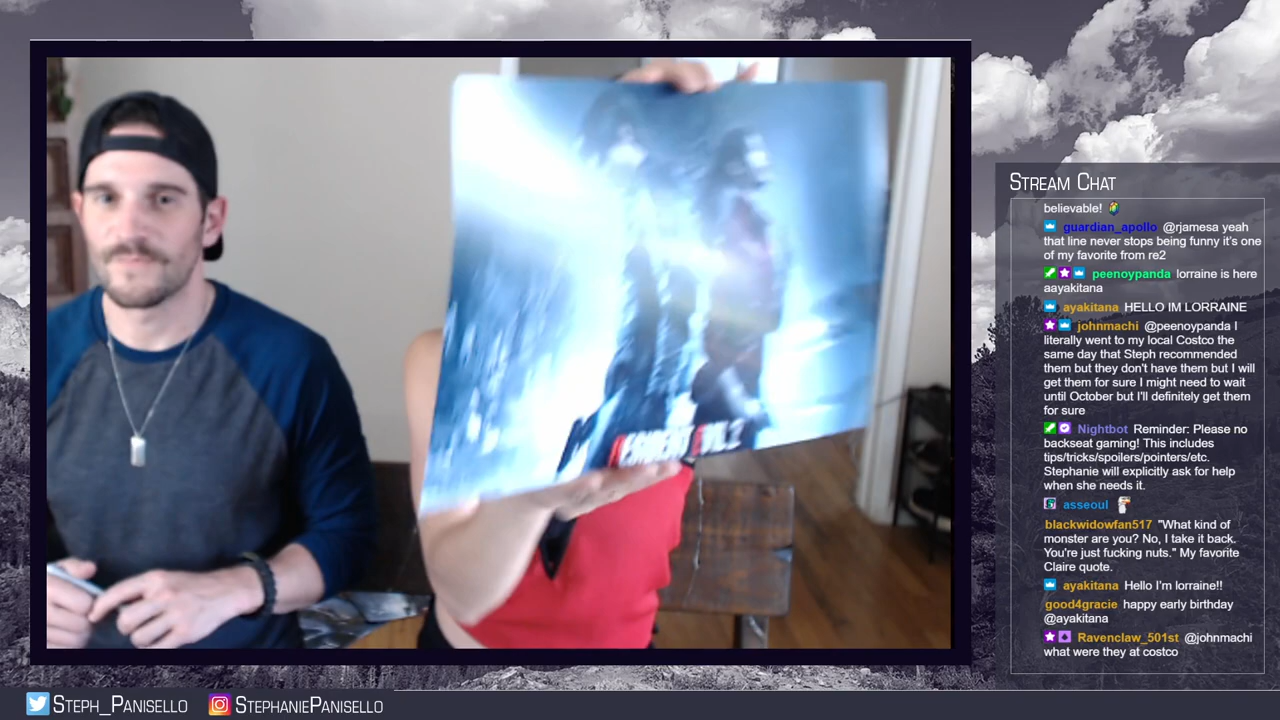 RESIDENT EVIL 2
STREAM CHAT
believable!
guardian_apollo @rjamesa yeah
that line never stops being funny it's one
of my favorite from re2
peenoypanda lorraine is here
aayakitana
ayakitana HELLO IM LORRAINE
johnmachi @peenoypanda I
literally went to my local Costco the
same day that Steph recommended
them but they don't have them but I will
get them for sure I might need to wait
until October but I'll definitely get them
for sure
Nightbot Reminder: Please no
backseat gaming! This includes
tips/tricks/spoilers/pointers/etc.
Stephanie will explicitly ask for help
when she needs it.
asseoul
blackwidowfan517 "What kind of
monster are you? No, I take it back.
You're just fucking nuts." My favorite
Claire quote.
ayakitana Hello I'm lorraine!!
good4gracie happy early birthday
@ayakitana
Ravenclaw_501st @johnmachi
what were they at costco
STEPH_PANISELLO
STEPHANIEPANISELLO